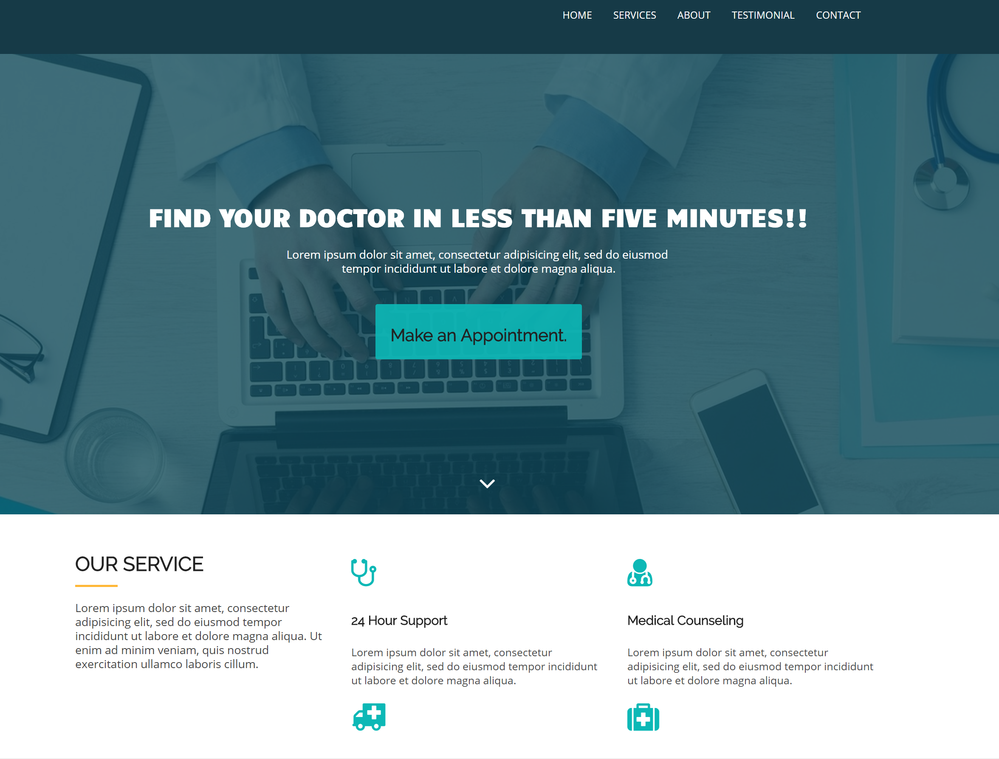 HOME SERVICES ABOUT TESTIMONIAL CONTACT
FIND YOUR DOCTOR IN LESS THAN FIVE MINUTES!!
Lorem ipsum dolor sit amet, consectetur adipisicing elit, sed do eiusmod
tempor incididunt ut labore et dolore magna aliqua.
Make an Appointment.
OUR SERVICE
Lorem ipsum dolor sit amet, consectetur
adipisicing elit, sed do eiusmod tempor
incididunt ut labore et dolore magna aliqua. Ut
enim ad minim veniam, quis nostrud
exercitation ullamco laboris cillum.
24 Hour Support
Lorem ipsum dolor sit amet, consectetur
adipisicing elit, sed do eiusmod tempor incididunt
ut labore et dolore magna aliqua.
Medical Counseling
Lorem ipsum dolor sit amet, consectetur
adipisicing elit, sed do eiusmod tempor incididunt
ut labore et dolore magna aliqua.